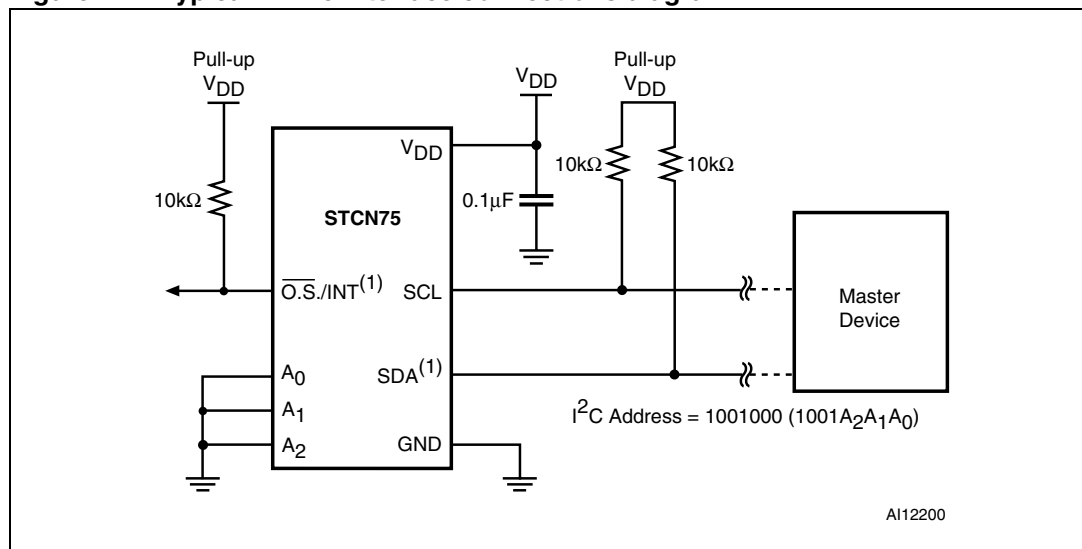 Pull-up
VDD
10kΩ
VDD
Pull-up
VDD
10kΩ
10kΩ
0.1μF
VDD
STCN75
O.S./INT(1)
SCL
A0
SDA(1)
A1
A2
GND
Master
Device
I2C Address = 1001000 (1001A2A1A0)
AI12200